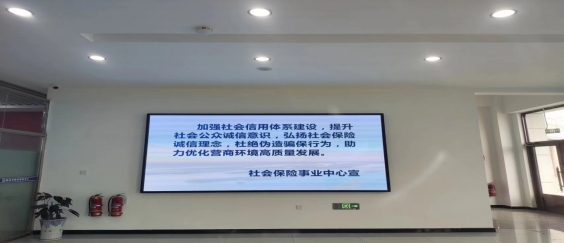 加强社会信用体系建设，提升
社会公众诚信意识，弘扬社会保险
诚信理念，杜绝伪造骗保行为，助
力优化营商环境高质量发展。
社会保险事业中心宣